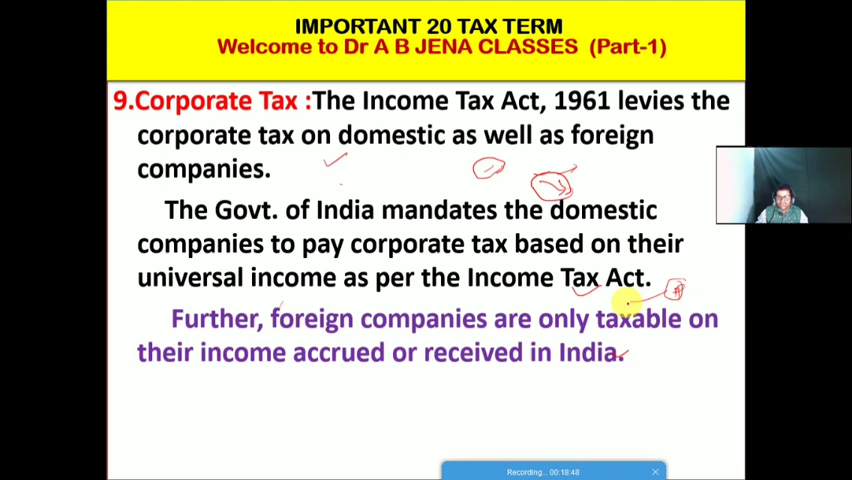 IMPORTANT 20 TAX TERM
Welcome to Dr A B JENA CLASSES (Part-1)
9.Corporate Tax :The Income Tax Act, 1961 levies the
corporate tax on domestic as well as foreign
companies.
The Govt. of India mandates the domestic
companies to pay corporate tax based on their
universal income as per the Income Tax Act.
Further, foreign companies are only taxable on
their income accrued or received in India.
Recording... 00:18:48